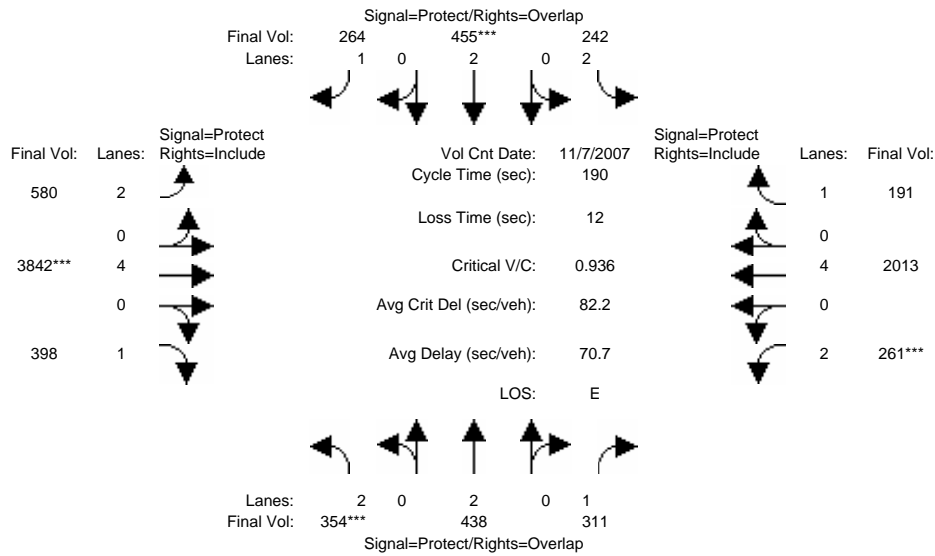 Signal=Protect/Rights=Overlap
Final Vol: 264 455*** 242
Lanes: 1 0 2 0 2
Signal=Protect
Final Vol: Lanes: Rights=Include
Vol Cnt Date: 11/7/2007
Signal=Protect
Rights=Include Lanes: Final Vol:
Cycle Time (sec): 190
580 2
1 191
Loss Time (sec): 12
0
0
3842*** 4
Critical V/C: 0.936
4 2013
0
Avg Crit Del (sec/veh): 82.2
0
398 1
Avg Delay (sec/veh): 70.7
2 261***
LOS: E
Lanes: 2 0 2 0 1
Final Vol: 354*** 438 311
Signal=Protect/Rights=Overlap